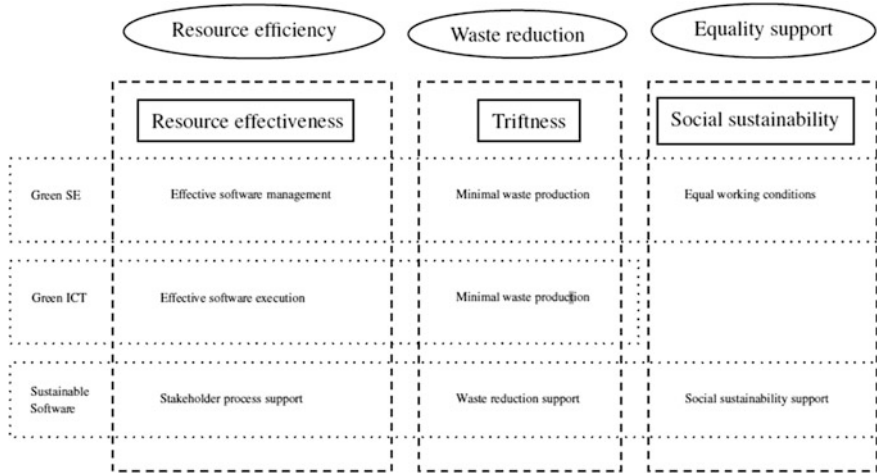 Resource efficiency Waste reduction Equality support
Resource effectiveness Triftness Social sustainability
Green SE Effective software management Minimal waste production Equal working conditions
Green ICT Effective software execution Minimal waste production
Sustainable
Software Stakeholder process support Waste reduction support Social sustainability support